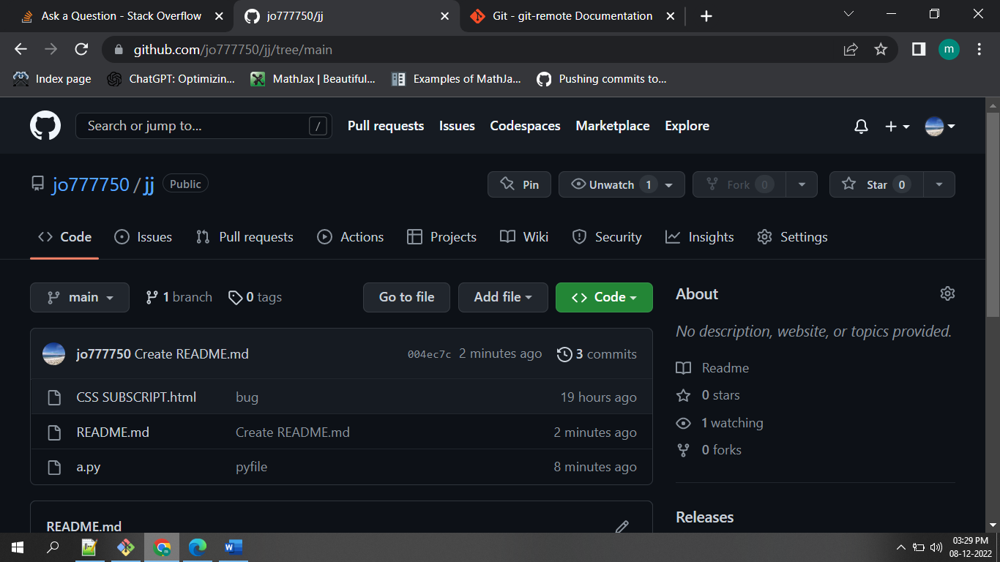 Ask a Question - Stack Overflow jo777750/jj Git - git-remote Documentation
github.com/jo777750/jj/tree/main m
Index page ChatGPT: Optimizin... MathJax | Beautiful... Examples of MathJa... Pushing commits to...
Search or jump to... / Pull requests Issues Codespaces Marketplace Explore
jo777750 / jj Public Pin Unwatch 1 Fork 0 Star 0
Code Issues Pull requests Actions Projects Wiki Security Insights Settings
main 1 branch 0 tags Go to file Add file Code
jo777750 Create README.md 004ec7c 2 minutes ago 3 commits
CSS SUBSCRIPT.html bug 19 hours ago
README.md Create README.md 2 minutes ago
a.py pyfile 8 minutes ago
README.md
About
No description, website, or topics provided.
Readme
0 stars
1 watching
0 forks
Releases
03:29 PM
08-12-2022